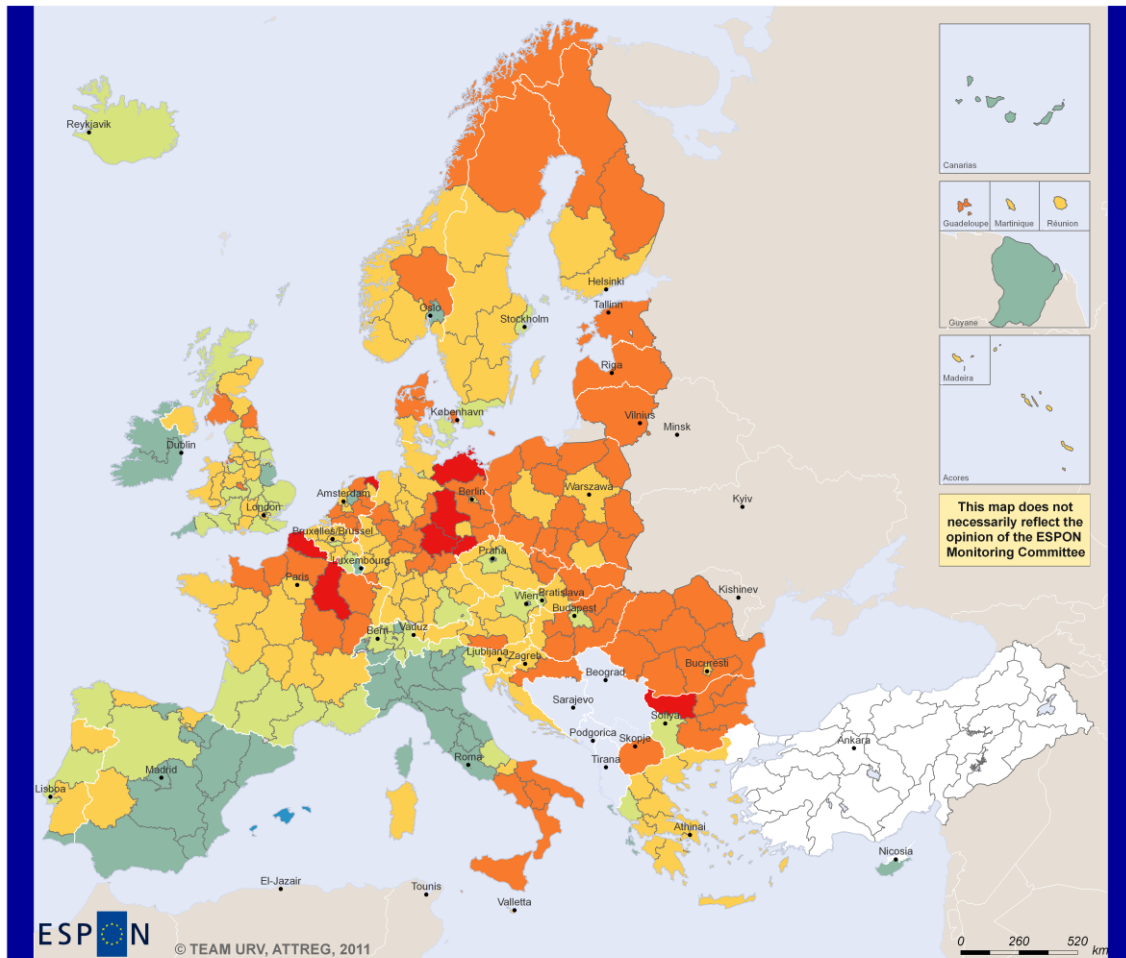 Reykjavik
Canarias
Guadeloupe
Martinique
Réunion
Guyane
Madeira
Acores
Oslo
Helsinki
Tallinn
Stockholm
Riga
København
Vilnius
Minsk
Dublin
Amsterdam
Berlin
Warszawa
London
Kyiv
Bruxelles/Brussel
Luxembourg
Praha
Paris
Kishinev
Wien
Bratislava
Budapest
Bern
Vaduz
Ljubljana
Zagreb
Bucuresti
Beograd
Sarajevo
Sofiya
Podgorica
Skopje
Ankara
Roma
Tirana
Madrid
Lisboa
Athinai
Nicosia
El-Jazair
Tounis
Valletta
This map does not
necessarily reflect the
opinion of the ESPON
Monitoring Committee
ESPON
© TEAM URV, ATTREG, 2011
0 260 520
km